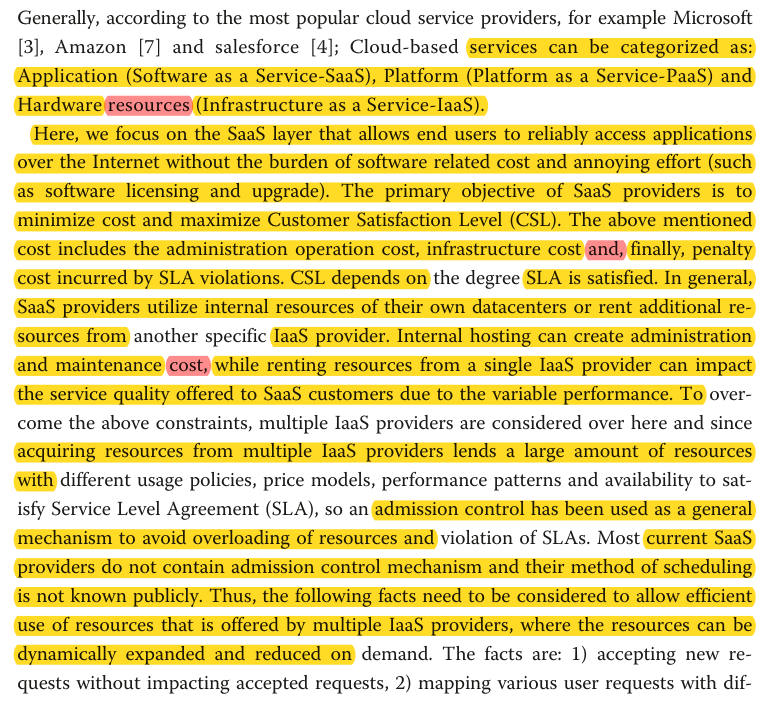 Generally, according to the most popular cloud service providers, for example Microsoft
[3], Amazon [7] and salesforce [4]; Cloud-based services can be categorized as:
Application (Software as a Service-SaaS), Platform (Platform as a Service-PaaS) and
Hardware resources (Infrastructure as a Service-IaaS).
Here, we focus on the SaaS layer that allows end users to reliably access applications
over the Internet without the burden of software related cost and annoying effort (such
as software licensing and upgrade). The primary objective of SaaS providers is to
minimize cost and maximize Customer Satisfaction Level (CSL). The above mentioned
cost includes the administration operation cost, infrastructure cost and, finally, penalty
cost incurred by SLA violations. CSL depends on the degree SLA is satisfied. In general,
SaaS providers utilize internal resources of their own datacenters or rent additional re-
sources from another specific IaaS provider. Internal hosting can create administration
and maintenance cost, while renting resources from a single IaaS provider can impact
the service quality offered to SaaS customers due to the variable performance. To over-
come the above constraints, multiple IaaS providers are considered over here and since
acquiring resources from multiple IaaS providers lends a large amount of resources
with different usage policies, price models, performance patterns and availability to sat-
isfy Service Level Agreement (SLA), so an admission control has been used as a general
mechanism to avoid overloading of resources and violation of SLAs. Most current SaaS
providers do not contain admission control mechanism and their method of scheduling
is not known publicly. Thus, the following facts need to be considered to allow efficient
use of resources that is offered by multiple IaaS providers, where the resources can be
dynamically expanded and reduced on demand. The facts are: 1) accepting new re-
quests without impacting accepted requests, 2) mapping various user requests with dif-